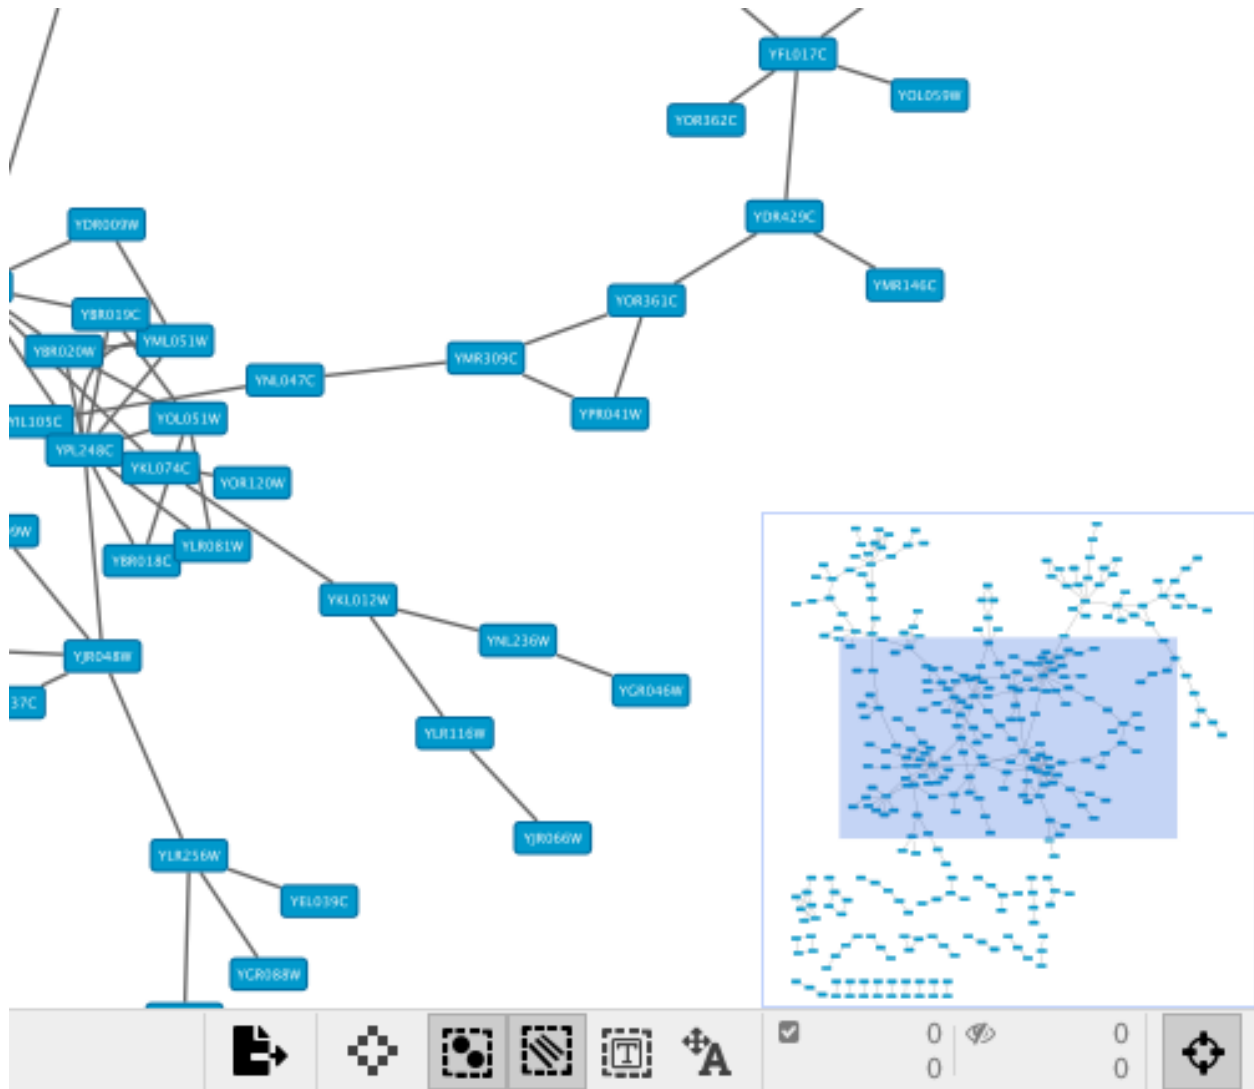 YFL017C
YOL059W
YOR362C
YDR429C
YDR009W
YMR146C
YOR361C
YBR019C
YML051W
YBR020W
YMR309C
YNL047C
YIL105C
YOL051W
YPR041W
YPL248C
YKL074C
YOR120W
YLR081W
YBR018C
YKL012W
YNL236W
YJR048W
YGR046W
37C
YLR116W
YJR066W
YLR256W
YEL039C
YGR088W
T
A
0 0
0 0